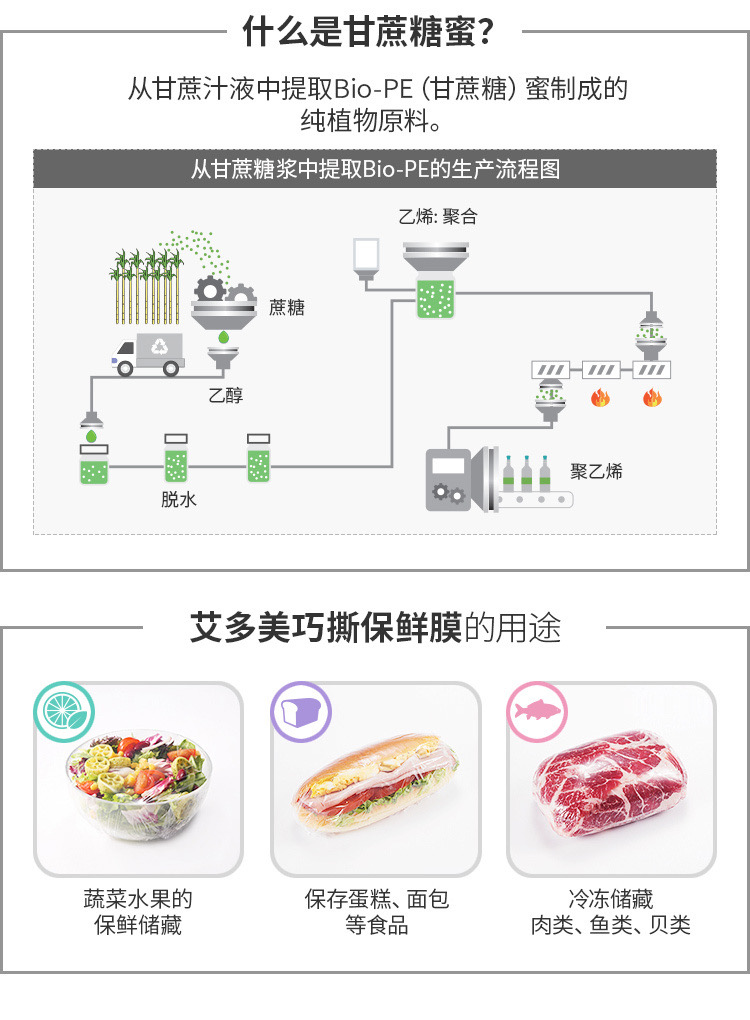 什么是甘蔗糖蜜？
从甘蔗汁液中提取Bio-PE（甘蔗糖）蜜制成的
纯植物原料。
从甘蔗糖浆中提取Bio-PE的生产流程图
乙烯: 聚合
蔗糖
乙醇
聚乙烯
脱水
艾多美巧撕保鲜膜的用途
蔬菜水果的
保鲜储藏
保存蛋糕、面包
等食品
冷冻储藏
肉类、鱼类、贝类